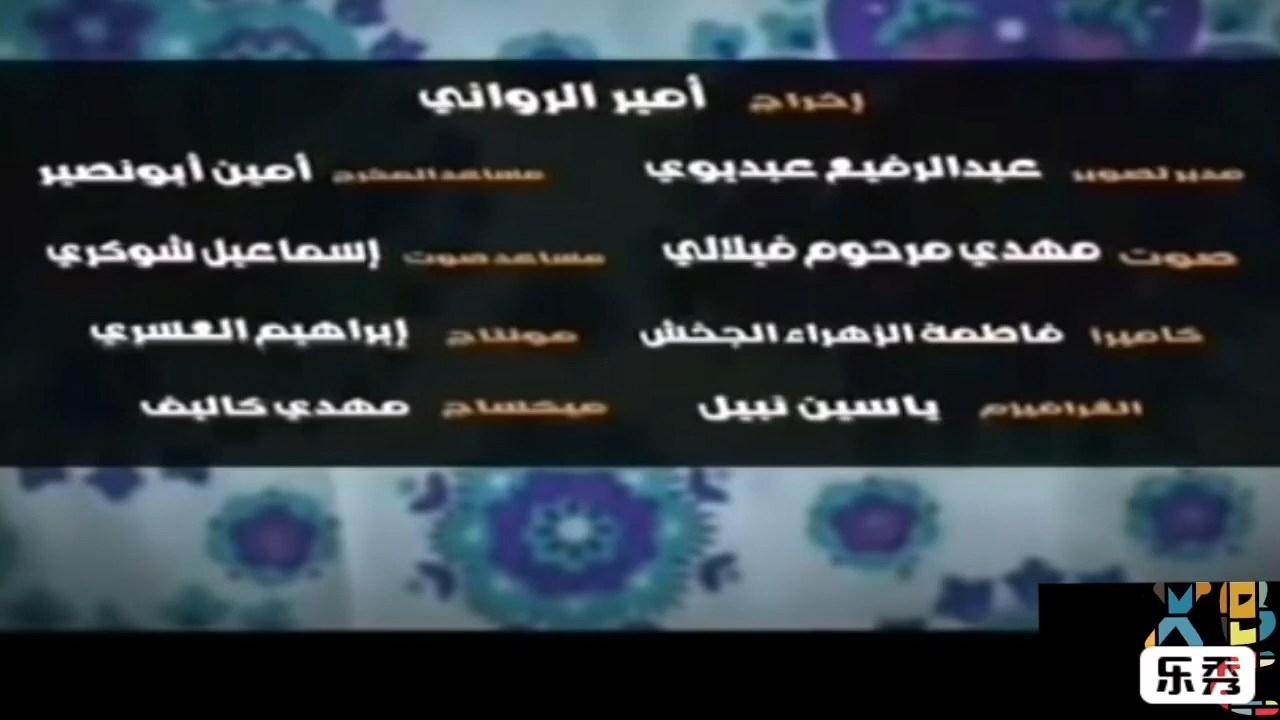 إخراج أمير الرواني
مدير تصوير عبدالرفيع عبديوي مساعد المخرج أمين أبونصير
صوت مهدي مرحوم فيلالي مساعد صوت إسماعيل شوكري
كاميرا فاطمة الزهراء الجخش مونتاج إبراهيم العسري
انفرافيزم ياسين نبيل ميكساج مهدي كاليف
乐秀